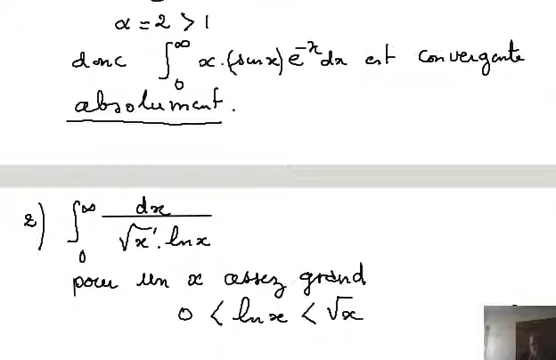 α = 2 > 1
donc ∫₀^∞ x.(sin x) e^{-x} dx est convergente
absolument.
2) ∫₀^∞ dx / (√x . ln x)
pour un x assez grand
0 < ln x < √x